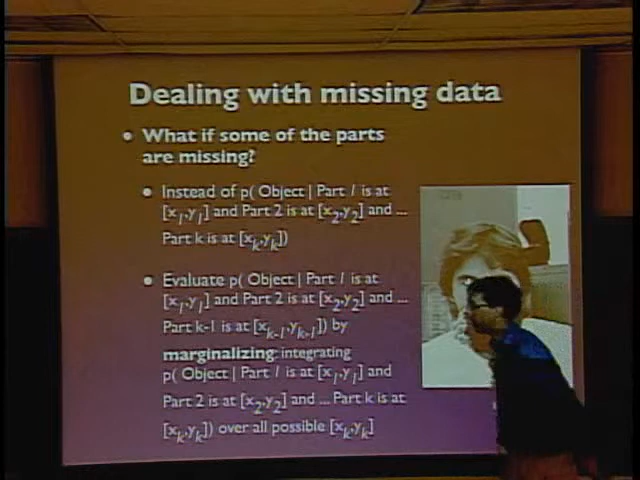 Dealing with missing data
• What if some of the parts
are missing?
• Instead of p( Object | Part 1 is at
[x1,y1] and Part 2 is at [x2,y2] and ...
Part k is at [xk,yk])
• Evaluate p( Object | Part 1 is at
[x1,y1] and Part 2 is at [x2,y2] and ...
Part k-1 is at [xk-1,yk-1]) by
marginalizing: integrating
p( Object | Part 1 is at [x1,y1] and
Part 2 is at [x2,y2] and ... Part k is at
[xk,yk]) over all possible [xk,yk]